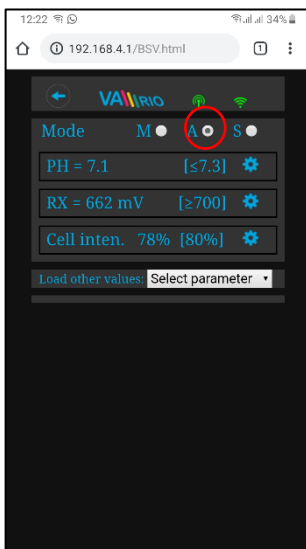 12:22 34%
192.168.4.1/BSV.html 1
VALLIRIO
Mode M A S
PH = 7.1 [≤7.3]
RX = 662 mV [≥700]
Cell inten. 78% [80%]
Load other values: Select parameter